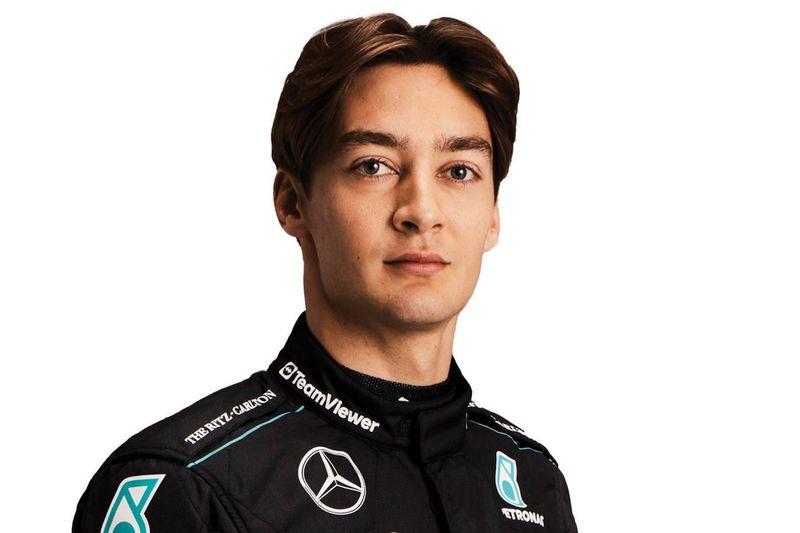 TeamViewer
THE RITZ-CARLTON
PETRONAS